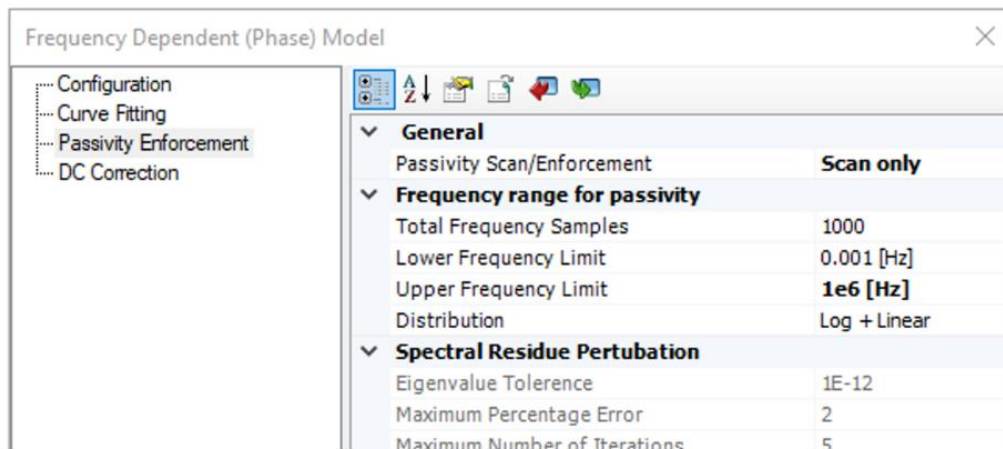 Frequency Dependent (Phase) Model
Configuration
Curve Fitting
Passivity Enforcement
DC Correction
General
Passivity Scan/Enforcement Scan only
Frequency range for passivity
Total Frequency Samples 1000
Lower Frequency Limit 0.001 [Hz]
Upper Frequency Limit 1e6 [Hz]
Distribution Log + Linear
Spectral Residue Pertubation
Eigenvalue Tolerence 1E-12
Maximum Percentage Error 2
Maximum Number of Iterations 5